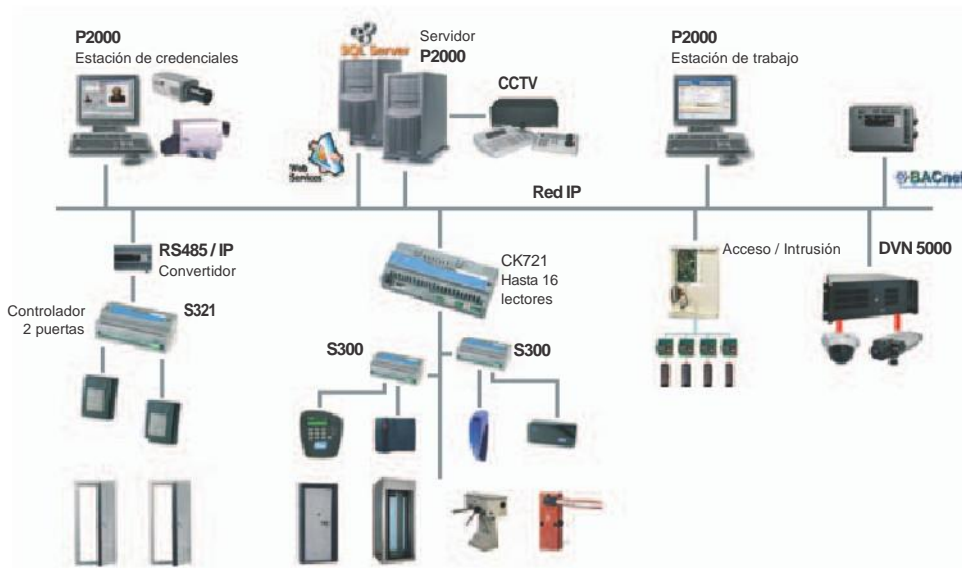 P2000
Estación de credenciales
SQL Server
Servidor
P2000
CCTV
P2000
Estación de trabajo
Web
Services
BACnet
Red IP
RS485 / IP
Convertidor
Controlador
2 puertas
S321
CK721
Hasta 16
lectores
S300
S300
Acceso / Intrusión
DVN 5000